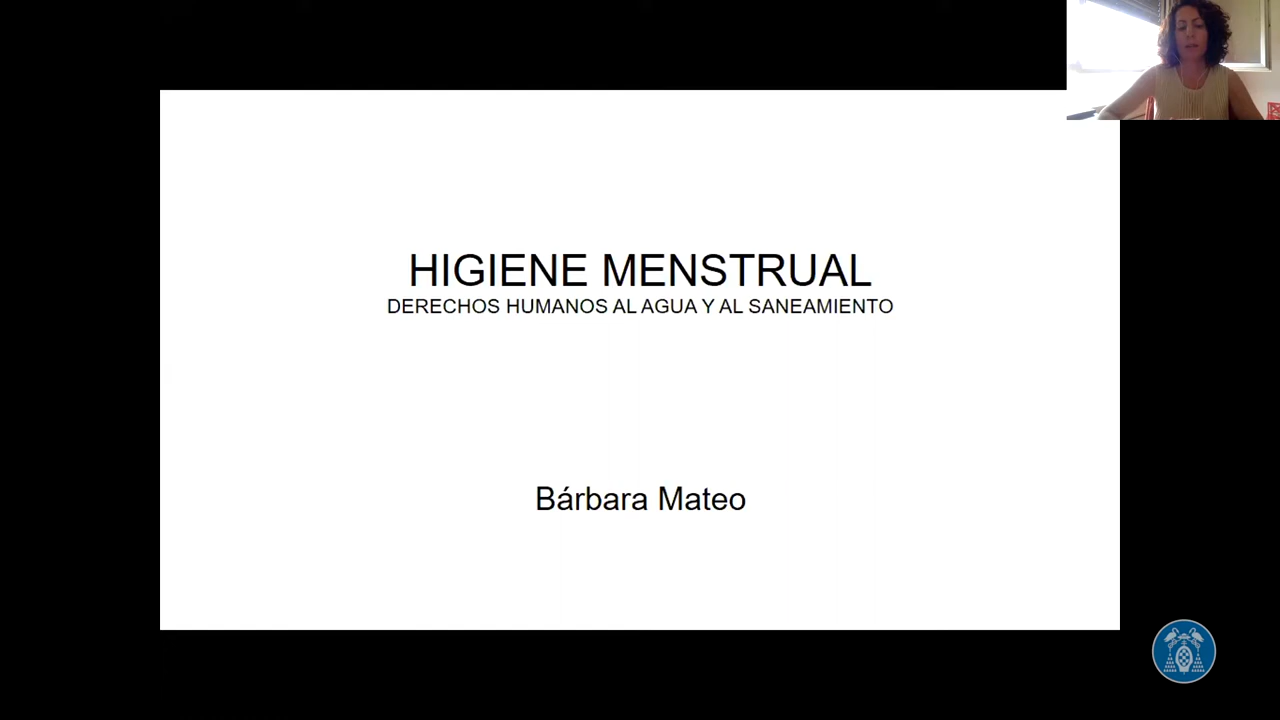 HIGIENE MENSTRUAL
DERECHOS HUMANOS AL AGUA Y AL SANEAMIENTO
Bárbara Mateo